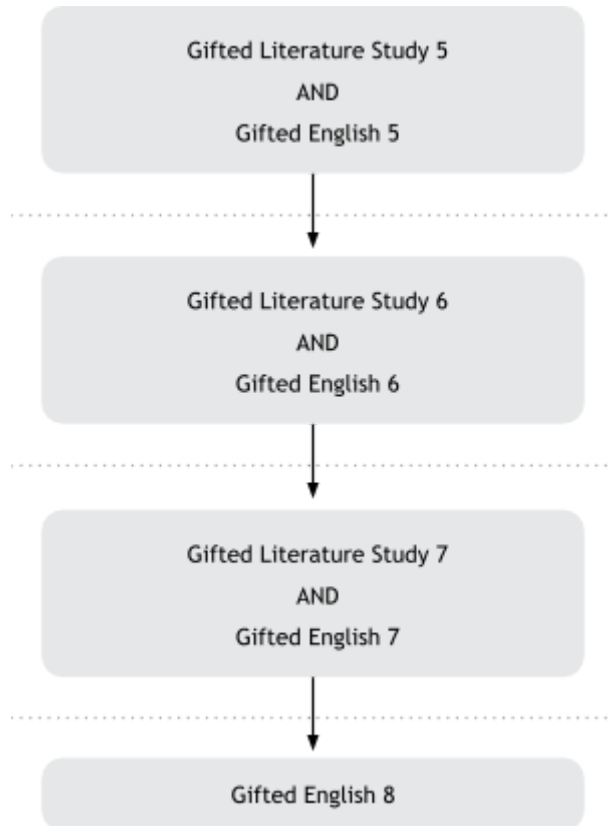 Gifted Literature Study 5
AND
Gifted English 5
Gifted Literature Study 6
AND
Gifted English 6
Gifted Literature Study 7
AND
Gifted English 7
Gifted English 8